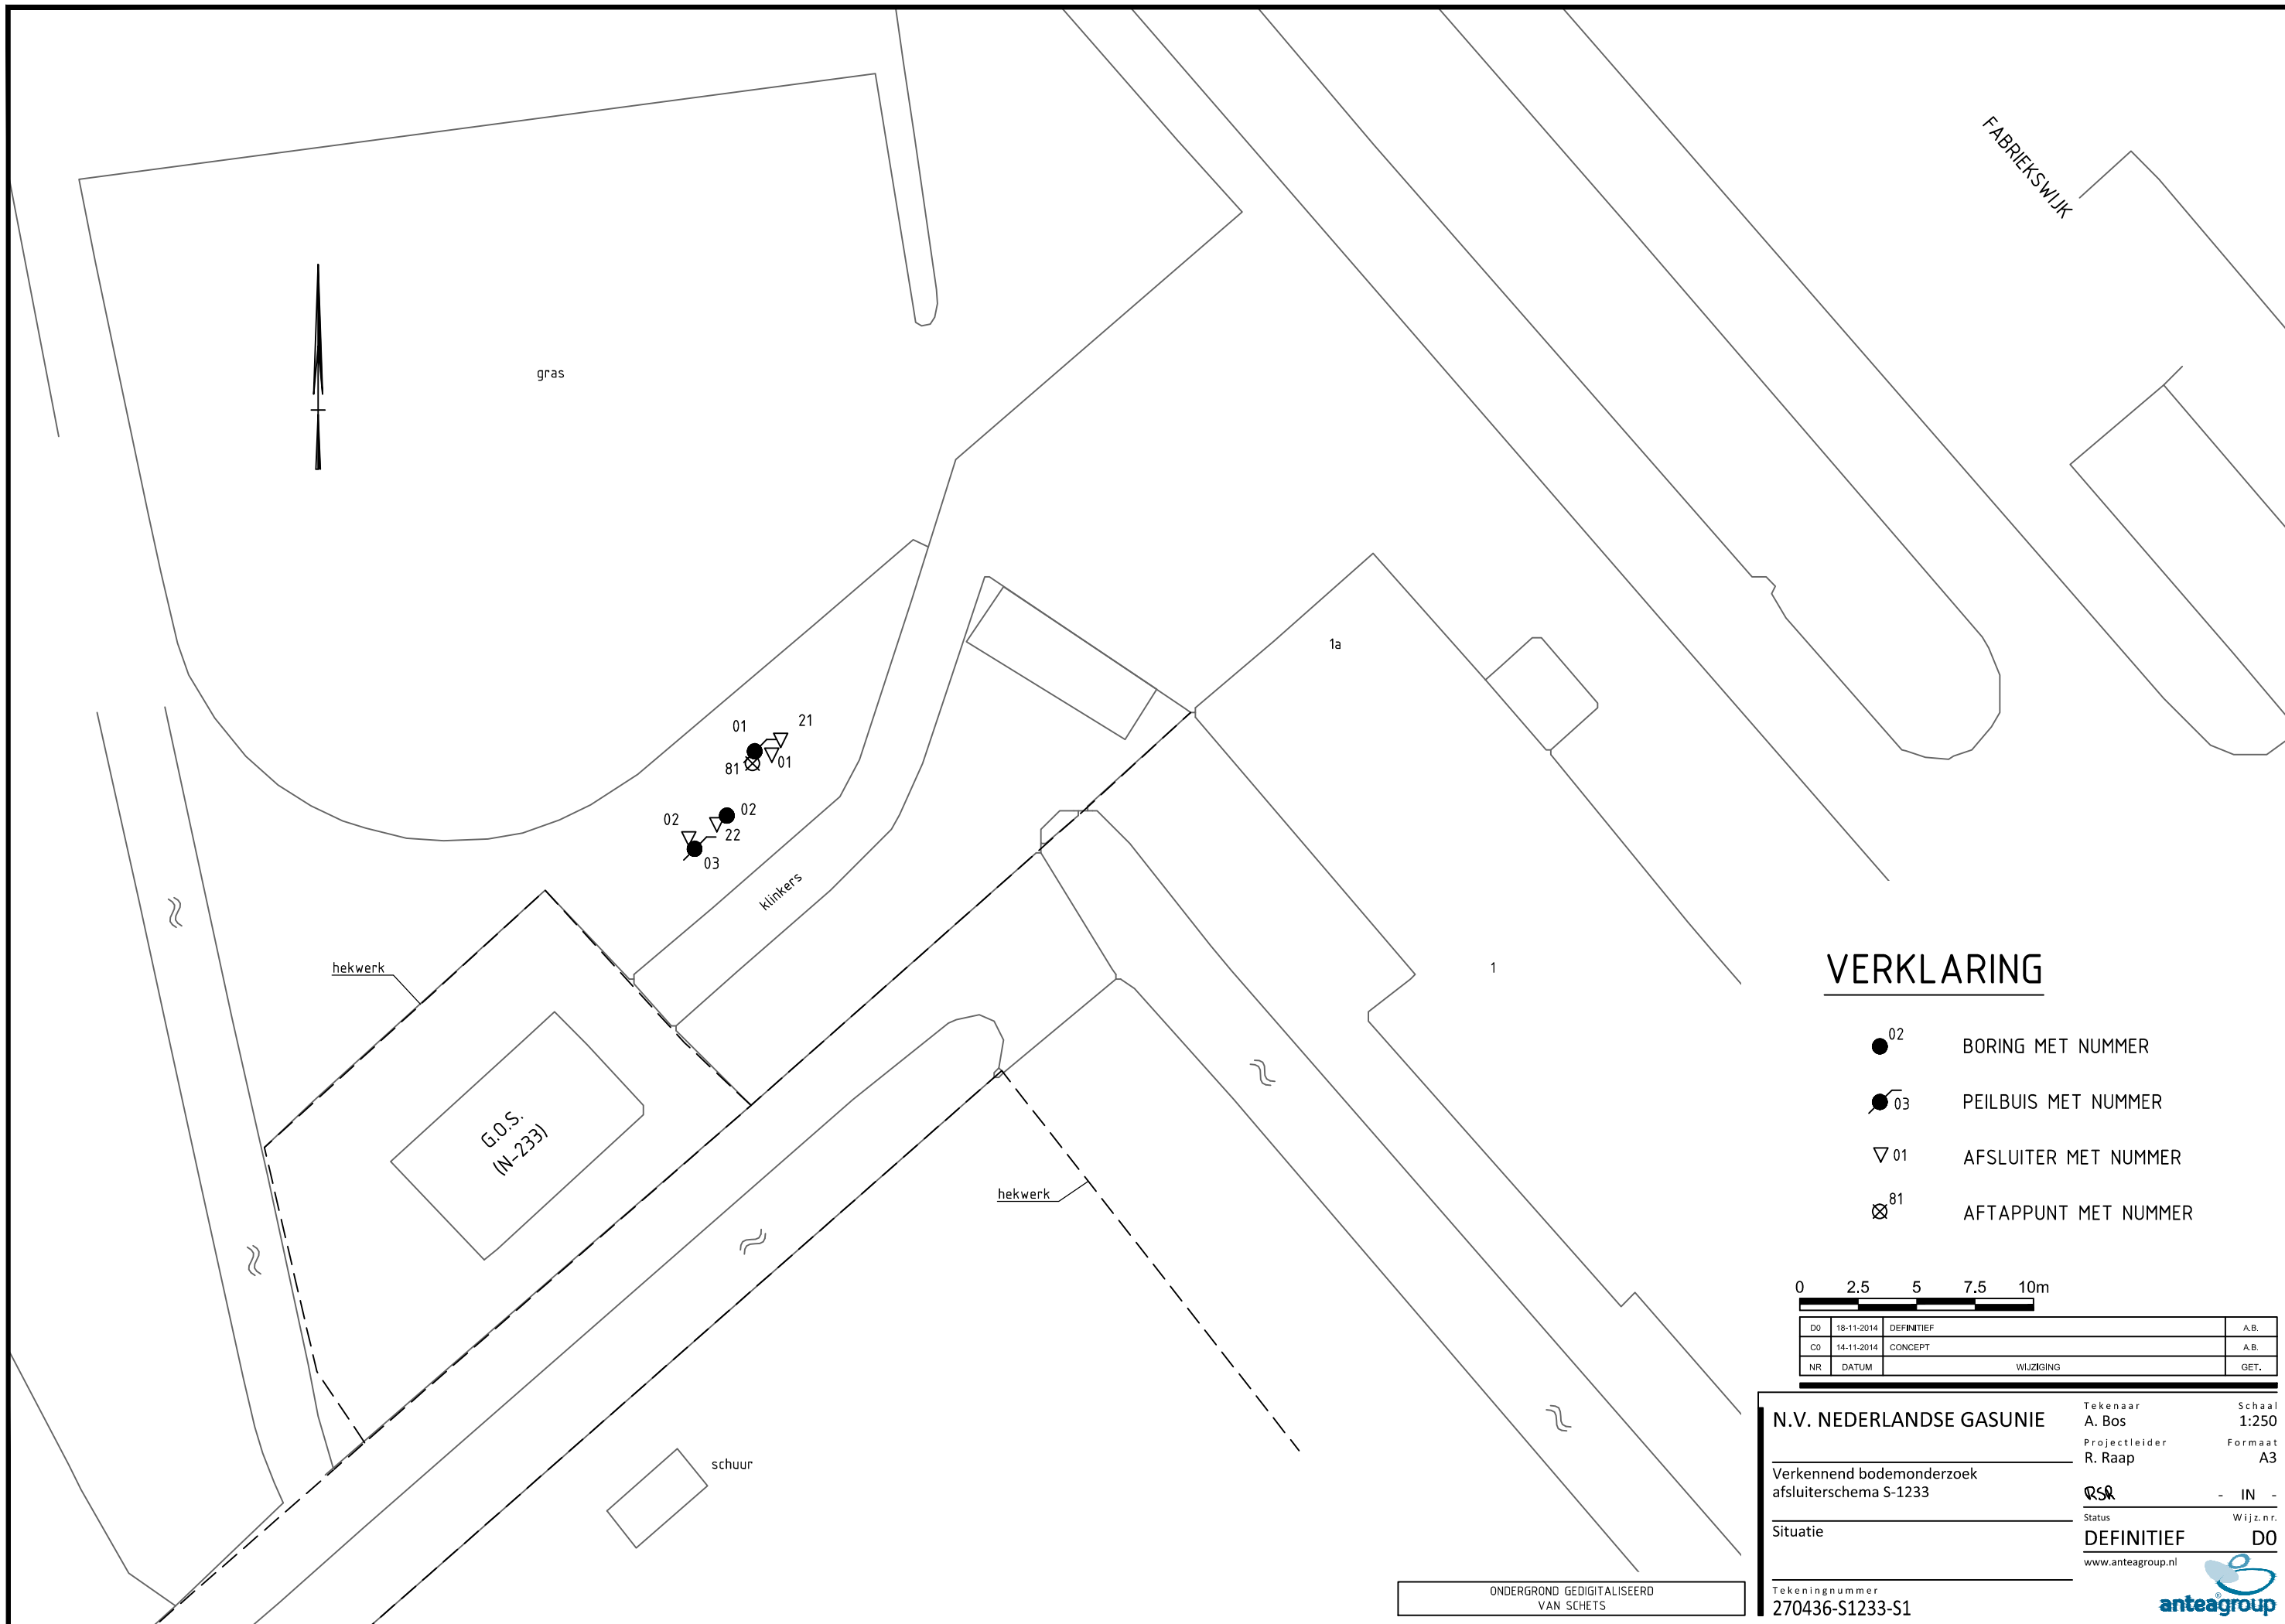 FABRIEKSWIJK
gras
1a
01
21
81
01
02
02
22
03
klinkers
hekwerk
1
G.O.S.
(N-233)
hekwerk
schuur
VERKLARING
02
BORING MET NUMMER
03
PEILBUIS MET NUMMER
01
AFSLUITER MET NUMMER
81
AFTAPPUNT MET NUMMER
0 2.5 5 7.5 10m
D0 18-11-2014 DEFINITIEF A.B.
C0 14-11-2014 CONCEPT A.B.
NR DATUM WIJZIGING GET.
N.V. NEDERLANDSE GASUNIE
Verkennend bodemonderzoek
afsluiterschema S-1233
Situatie
Tekeningnummer
270436-S1233-S1
Tekenaar Schaal
A. Bos 1:250
Projectleider Formaat
R. Raap A3
RSR - IN -
Status Wijz.nr.
DEFINITIEF D0
www.anteagroup.nl
anteagroup
ONDERGROND GEDIGITALISEERD
VAN SCHETS